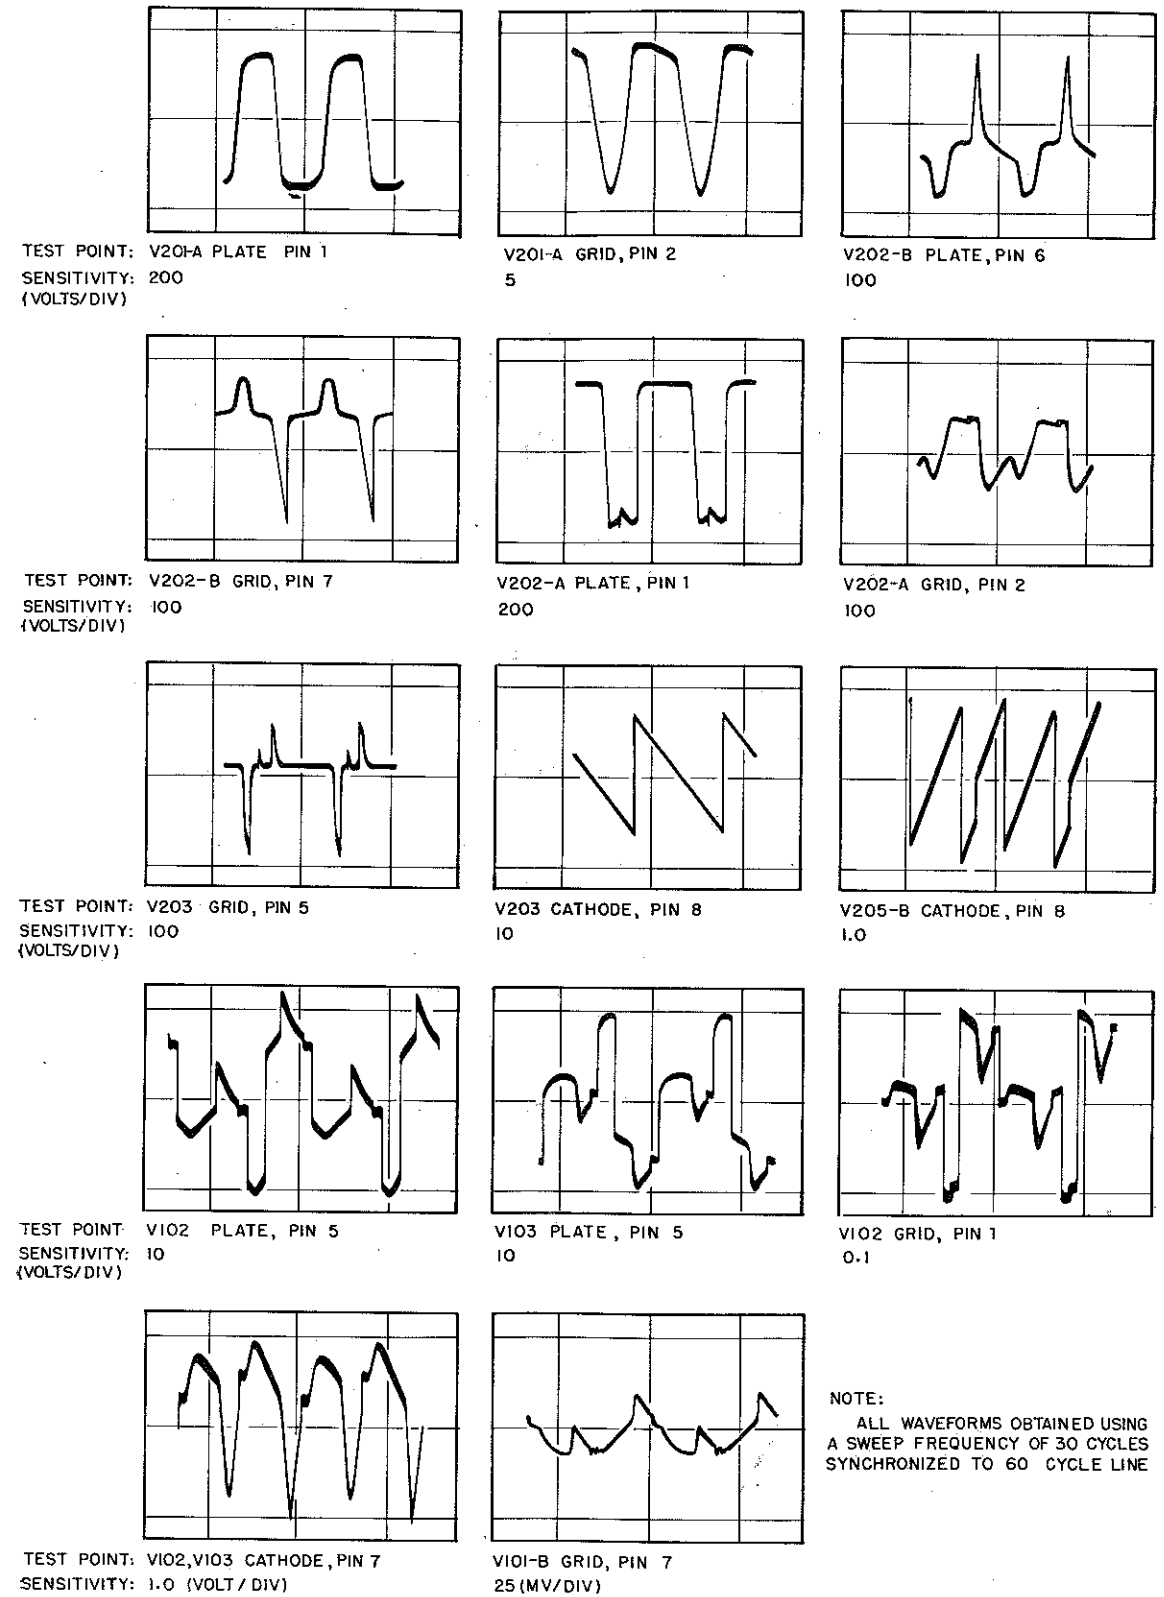 TEST POINT: V201-A PLATE PIN 1 V201-A GRID, PIN 2 V202-B PLATE, PIN 6
SENSITIVITY: 200 5 100
(VOLTS/DIV)
TEST POINT: V202-B GRID, PIN 7 V202-A PLATE, PIN 1 V202-A GRID, PIN 2
SENSITIVITY: 100 200 100
(VOLTS/DIV)
TEST POINT: V203 GRID, PIN 5 V203 CATHODE, PIN 8 V205-B CATHODE, PIN 8
SENSITIVITY: 100 10 1.0
(VOLTS/DIV)
TEST POINT V102 PLATE, PIN 5 V103 PLATE, PIN 5 V102 GRID, PIN 1
SENSITIVITY: 10 10 0.1
(VOLTS/DIV)
NOTE:
ALL WAVEFORMS OBTAINED USING
A SWEEP FREQUENCY OF 30 CYCLES
SYNCHRONIZED TO 60 CYCLE LINE
TEST POINT: V102, V103 CATHODE, PIN 7 V101-B GRID, PIN 7
SENSITIVITY: 1.0 (VOLT / DIV) 25 (MV/DIV)